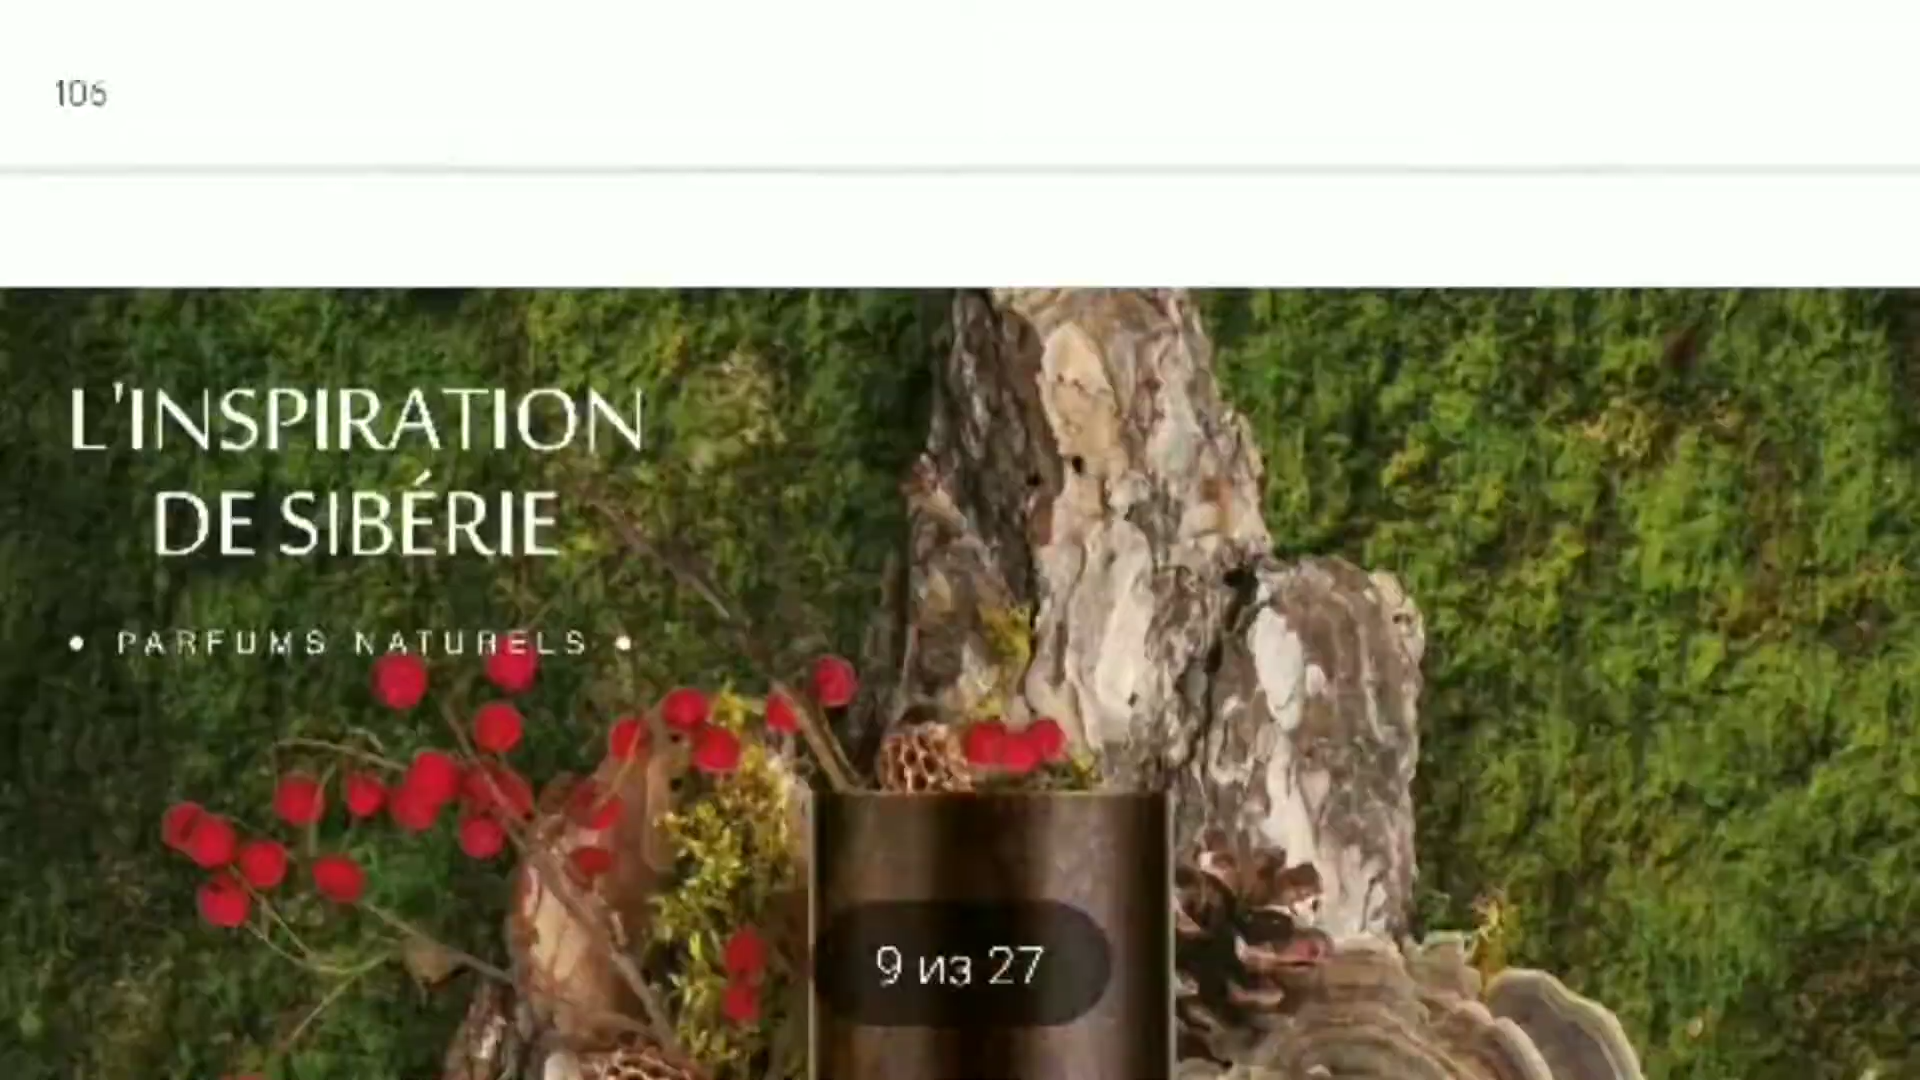 106
L'INSPIRATION
DE SIBÉRIE
• PARFUMS NATURELS •
9 из 27